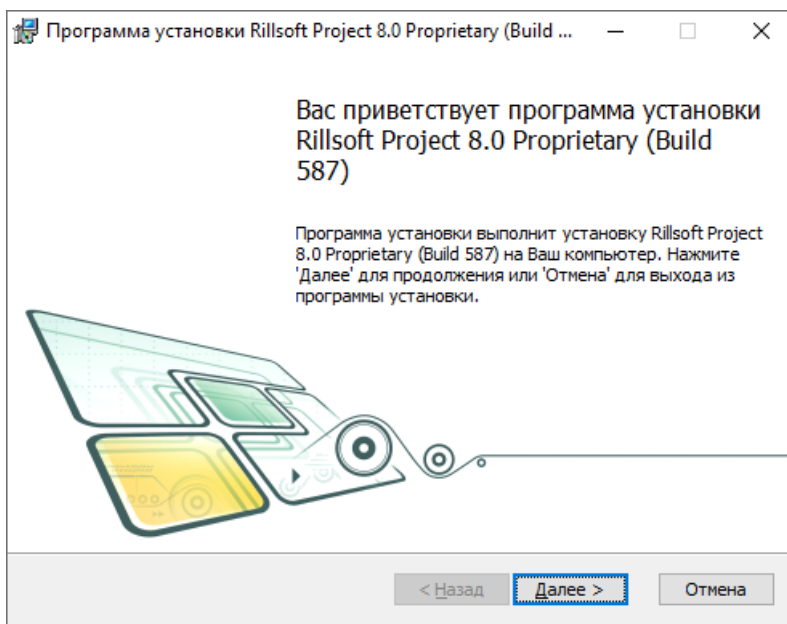 Программа установки Rillsoft Project 8.0 Proprietary (Build ...
Вас приветствует программа установки
Rillsoft Project 8.0 Proprietary (Build
587)
Программа установки выполнит установку Rillsoft Project
8.0 Proprietary (Build 587) на Ваш компьютер. Нажмите
'Далее' для продолжения или 'Отмена' для выхода из
программы установки.
< Назад Далее > Отмена